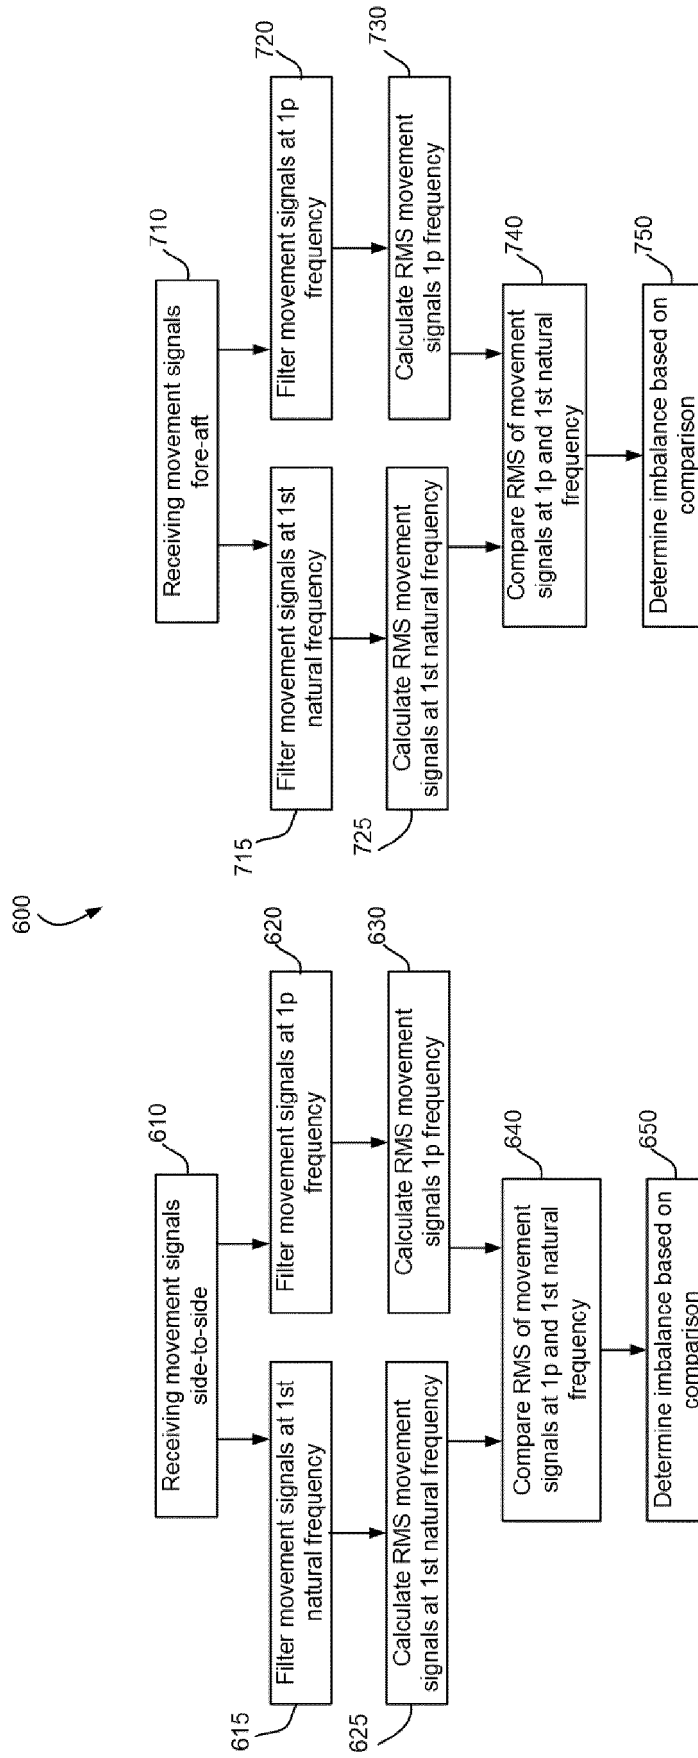 600
610
Receiving movement signals
side-to-side
615
Filter movement signals at 1st
natural frequency
620
Filter movement signals at 1p
frequency
625
Calculate RMS movement
signals at 1st natural frequency
630
Calculate RMS movement
signals 1p frequency
640
Compare RMS of movement
signals at 1p and 1st natural
frequency
650
Determine imbalance based on
comparison
710
Receiving movement signals
fore-aft
715
Filter movement signals at 1st
natural frequency
720
Filter movement signals at 1p
frequency
725
Calculate RMS movement
signals at 1st natural frequency
730
Calculate RMS movement
signals 1p frequency
740
Compare RMS of movement
signals at 1p and 1st natural
frequency
750
Determine imbalance based on
comparison